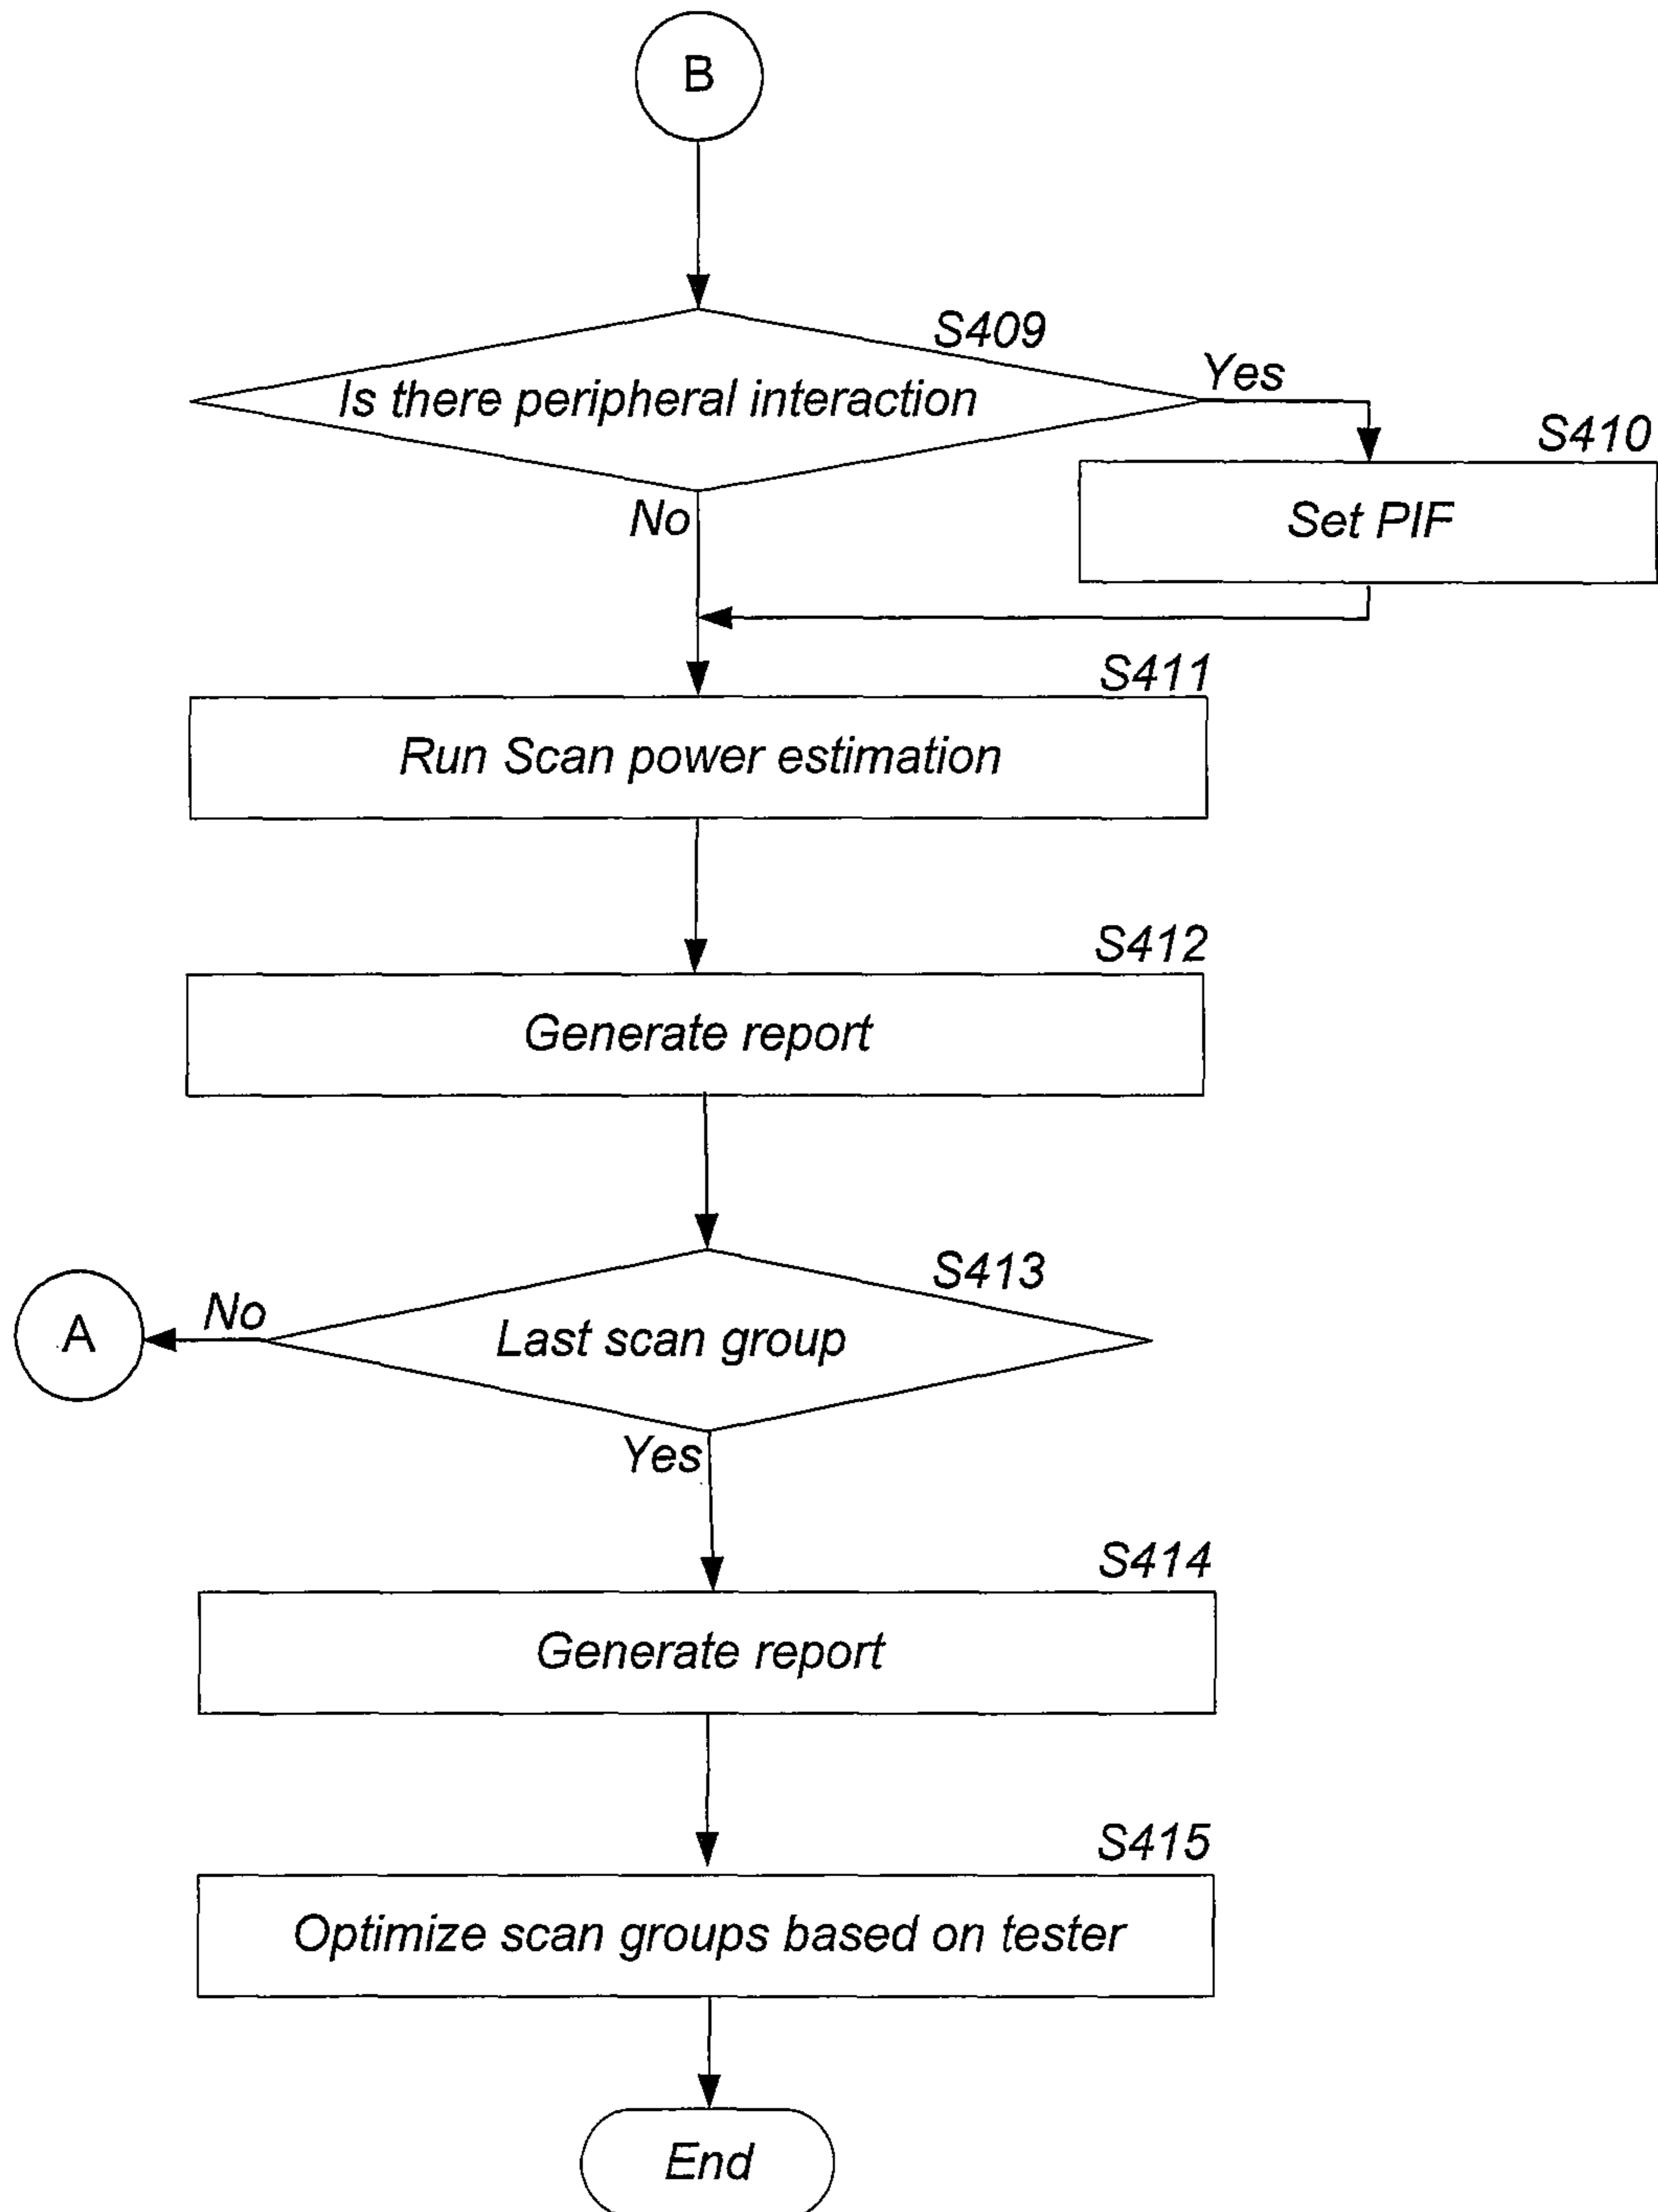 B
S409
Is there peripheral interaction
Yes
S410
Set PIF
No
S411
Run Scan power estimation
S412
Generate report
S413
Last scan group
No
A
Yes
S414
Generate report
S415
Optimize scan groups based on tester
End